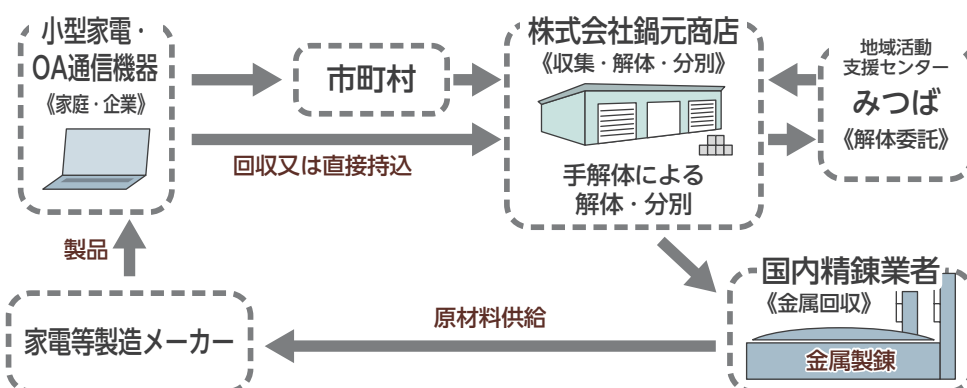 小型家電・
OA通信機器
《家庭・企業》
市町村
回収又は直接持込
株式会社鍋元商店
《収集・解体・分別》
手解体による
解体・分別
地域活動
支援センター
みつば
《解体委託》
国内精錬業者
《金属回収》
金属製錬
原材料供給
家電等製造メーカー
製品